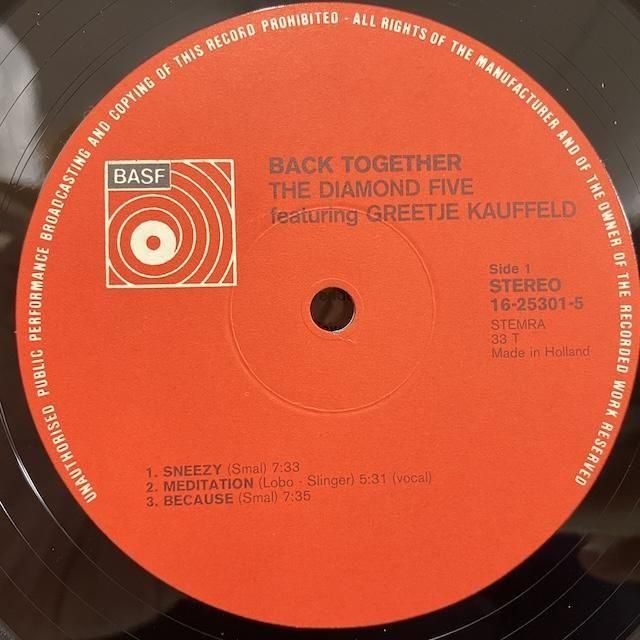 UNAUTHORISED PUBLIC PERFORMANCE BROADCASTING AND COPYING OF THIS RECORD PROHIBITED - ALL RIGHTS OF THE MANUFACTURER AND OF THE OWNER OF THE RECORDED WORK RESERVED
BASF
BACK TOGETHER
THE DIAMOND FIVE
featuring GREETJE KAUFFELD
Side 1
STEREO
16-25301-5
STEMRA
33 T
Made in Holland
1. SNEEZY (Smal) 7:33
2. MEDITATION (Lobo · Slinger) 5:31 (vocal)
3. BECAUSE (Smal) 7:35